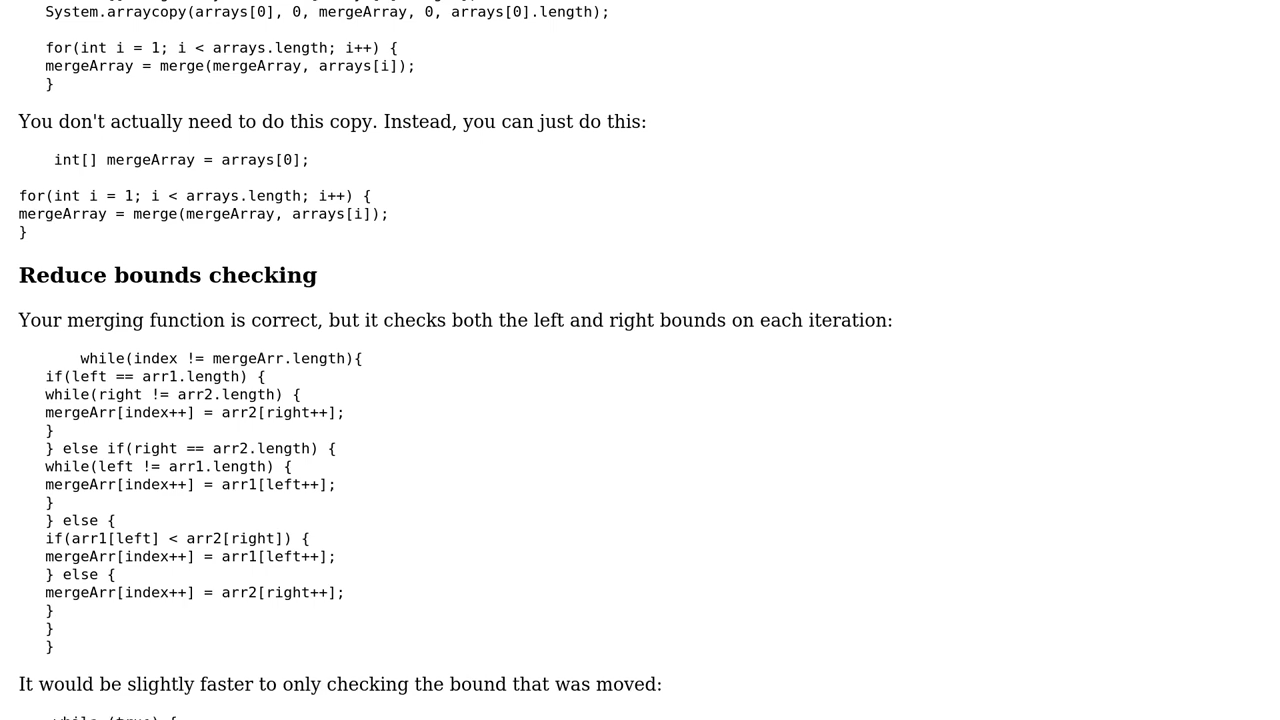 System.arraycopy(arrays[0], 0, mergeArray, 0, arrays[0].length);
for(int i = 1; i < arrays.length; i++) {
mergeArray = merge(mergeArray, arrays[i]);
}
You don't actually need to do this copy. Instead, you can just do this:
int[] mergeArray = arrays[0];
for(int i = 1; i < arrays.length; i++) {
mergeArray = merge(mergeArray, arrays[i]);
}
Reduce bounds checking
Your merging function is correct, but it checks both the left and right bounds on each iteration:
while(index != mergeArr.length){
if(left == arr1.length) {
while(right != arr2.length) {
mergeArr[index++] = arr2[right++];
}
} else if(right == arr2.length) {
while(left != arr1.length) {
mergeArr[index++] = arr1[left++];
}
} else {
if(arr1[left] < arr2[right]) {
mergeArr[index++] = arr1[left++];
} else {
mergeArr[index++] = arr2[right++];
}
}
}
It would be slightly faster to only checking the bound that was moved:
while (true) {